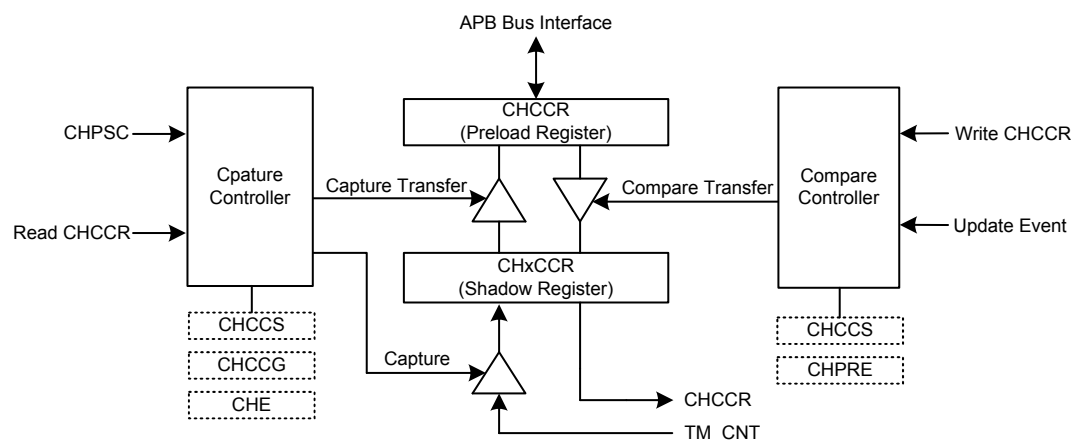 APB Bus Interface
CHCCR
(Preload Register)
CHPSC
Write CHCCR
Cpature
Controller
Capture Transfer
Compare Transfer
Compare
Controller
Read CHCCR
Update Event
CHxCCR
(Shadow Register)
CHCCS
CHCCG
CHE
Capture
CHCCS
CHPRE
CHCCR
TM_CNT